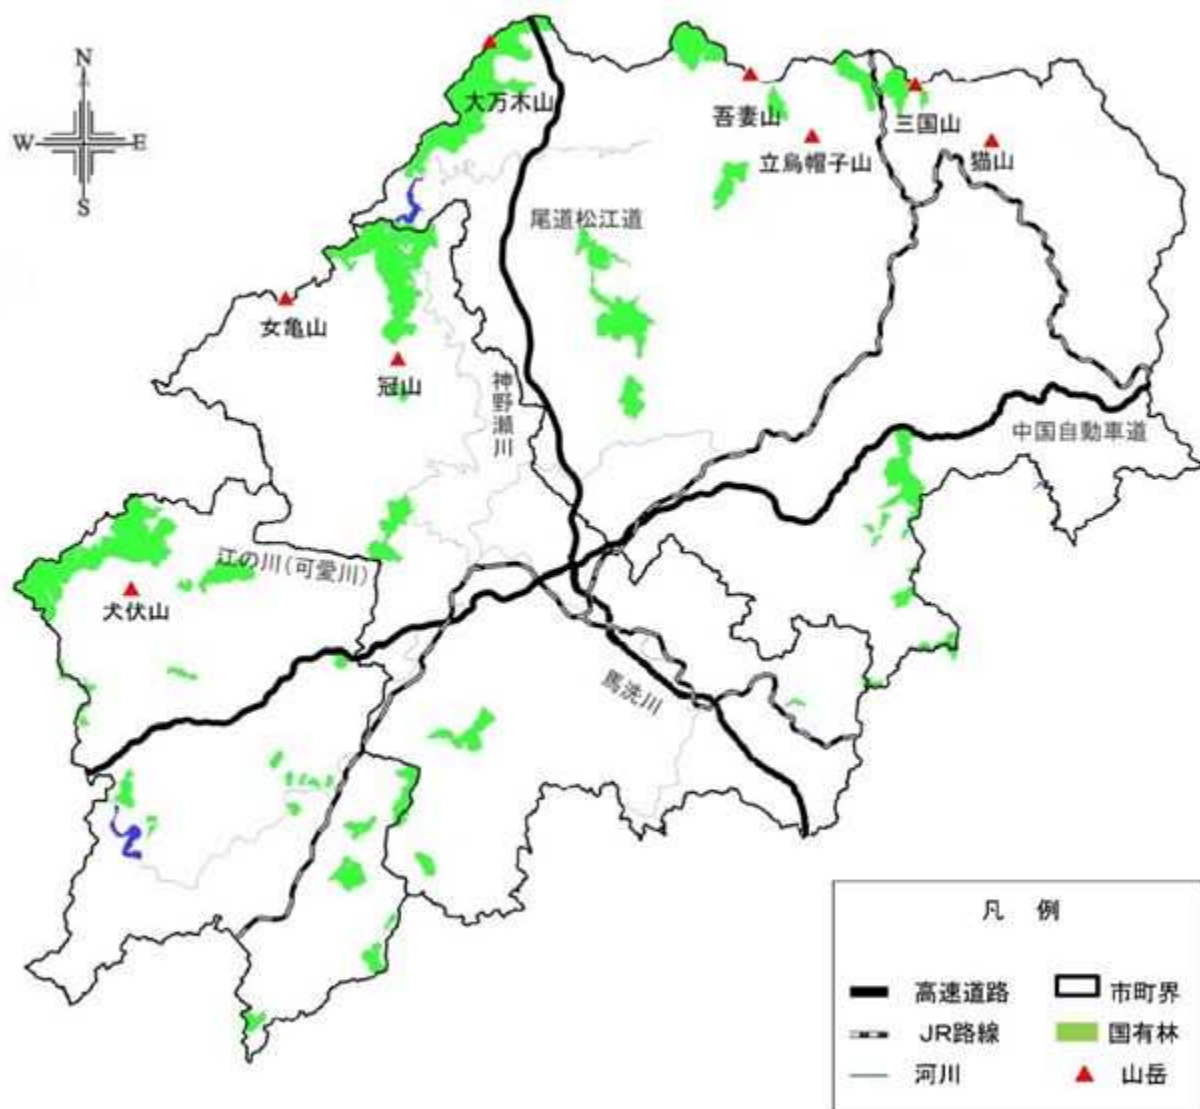 N
W
E
S
大万木山
吾妻山
三国山
立烏帽子山
猫山
尾道松江道
女亀山
冠山
神野瀬川
中国自動車道
江の川(可愛川)
犬伏山
馬洗川
凡 例
高速道路
市町界
JR路線
国有林
河川
山岳